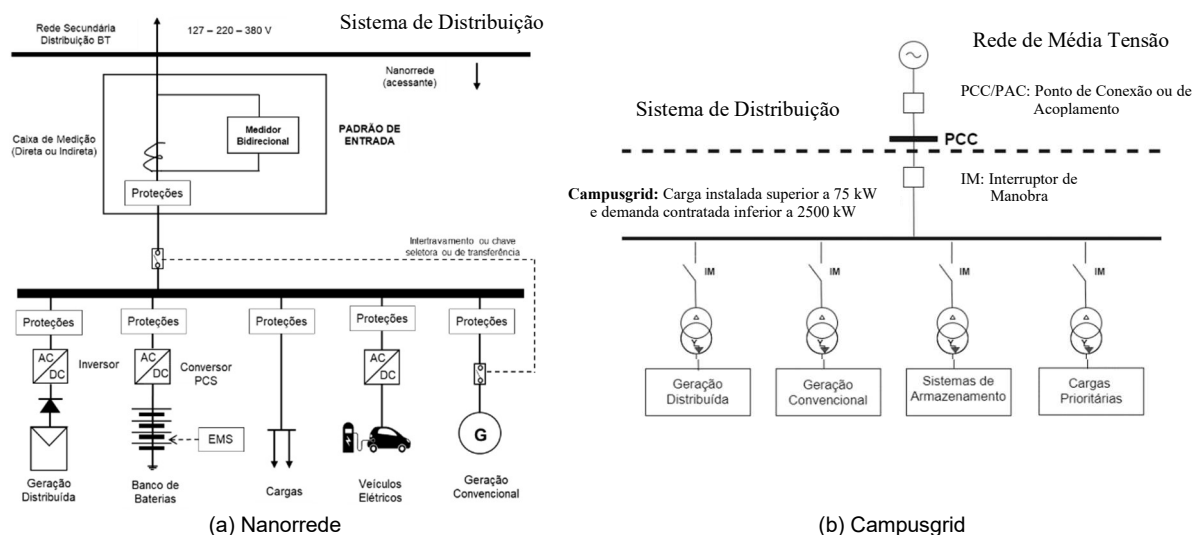 Rede Secundária
Distribuição BT
127 – 220 – 380 V
Sistema de Distribuição
Nanorrede
(acessante)
Caixa de Medição
(Direta ou Indireta)
Medidor
Bidirecional
PADRÃO DE
ENTRADA
Proteções
Intertravamento ou chave
seletora ou de transferência
Proteções
Proteções
Proteções
Proteções
Proteções
AC
DC
Inversor
AC
DC
Conversor
PCS
AC
DC
EMS
G
Geração
Distribuída
Banco de
Baterias
Cargas
Veículos
Elétricos
Geração
Convencional
(a) Nanorrede
Rede de Média Tensão
PCC/PAC: Ponto de Conexão ou de
Acoplamento
Sistema de Distribuição
PCC
IM: Interruptor de
Manobra
Campusgrid: Carga instalada superior a 75 kW
e demanda contratada inferior a 2500 kW
IM
IM
IM
IM
Δ
Y
Δ
Y
Δ
Y
Δ
Y
Geração
Distribuída
Geração
Convencional
Sistemas de
Armazenamento
Cargas
Prioritárias
(b) Campusgrid